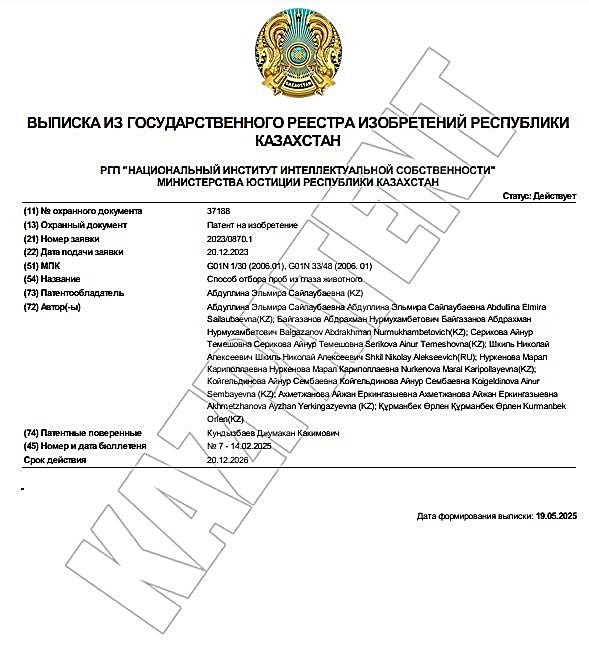 ҚАЗАҚСТАН
ВЫПИСКА ИЗ ГОСУДАРСТВЕННОГО РЕЕСТРА ИЗОБРЕТЕНИЙ РЕСПУБЛИКИ
КАЗАХСТАН
РГП "НАЦИОНАЛЬНЫЙ ИНСТИТУТ ИНТЕЛЛЕКТУАЛЬНОЙ СОБСТВЕННОСТИ"
МИНИСТЕРСТВА ЮСТИЦИИ РЕСПУБЛИКИ КАЗАХСТАН
Статус: Действует
(11) № охранного документа 37188
(13) Охранный документ Патент на изобретение
(21) Номер заявки 2023/0870.1
(22) Дата подачи заявки 20.12.2023
(51) МПК G01N 1/30 (2006.01), G01N 33/48 (2006. 01)
(54) Название Способ отбора проб из глаза животного
(73) Патентообладатель Абдуллина Эльмира Сайлаубаевна (KZ)
(72) Автор(-ы) Абдуллина Эльмира Сайлаубаевна Абдуллина Эльмира Сайлаубаевна Abdullina Elmira
Sailaubaevna(KZ); Байгазанов Абдрахман Нурмухамбетович Байгазанов Абдрахман
Нурмухамбетович Baigazanov Abdrakhman Nurmukhambetovich(KZ); Серикова Айнур
Темешовна Серикова Айнур Темешовна Serikova Ainur Temeshovna(KZ); Шкиль Николай
Алексеевич Шкиль Николай Алексеевич Shkil Nikolay Alekseevich(RU); Нуркенова Марал
Кариполлаевна Нуркенова Марал Кариполлаевна Nurkenova Maral Karipollayevna(KZ);
Койгельдинова Айнур Сембаевна Койгельдинова Айнур Сембаевна Koigeldinova Ainur
Sembayevna (KZ); Ахметжанова Айжан Еркингазыевна Ахметжанова Айжан Еркингазыевна
Akhmetzhanova Ayzhan Yerkingazyevna (KZ); Құрманбек Өрлен Құрманбек Өрлен Kurmanbek
Orlen(KZ)
(74) Патентные поверенные Кундызбаев Джумакан Какимович
(45) Номер и дата бюллетеня № 7 - 14.02.2025
Срок действия 20.12.2026
-
Дата формирования выписки: 19.05.2025
KAZPATENT